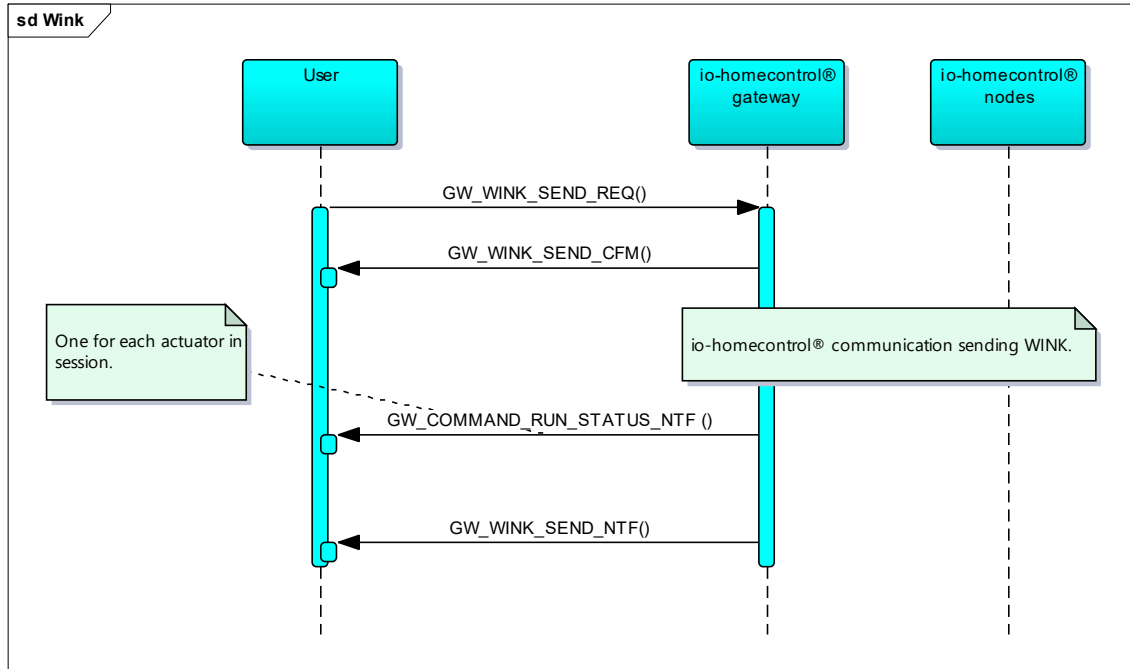 sd Wink
User
io-homecontrol®
gateway
io-homecontrol®
nodes
GW_WINK_SEND_REQ()
GW_WINK_SEND_CFM()
One for each actuator in
session.
io-homecontrol® communication sending WINK.
GW_COMMAND_RUN_STATUS_NTF ()
GW_WINK_SEND_NTF()